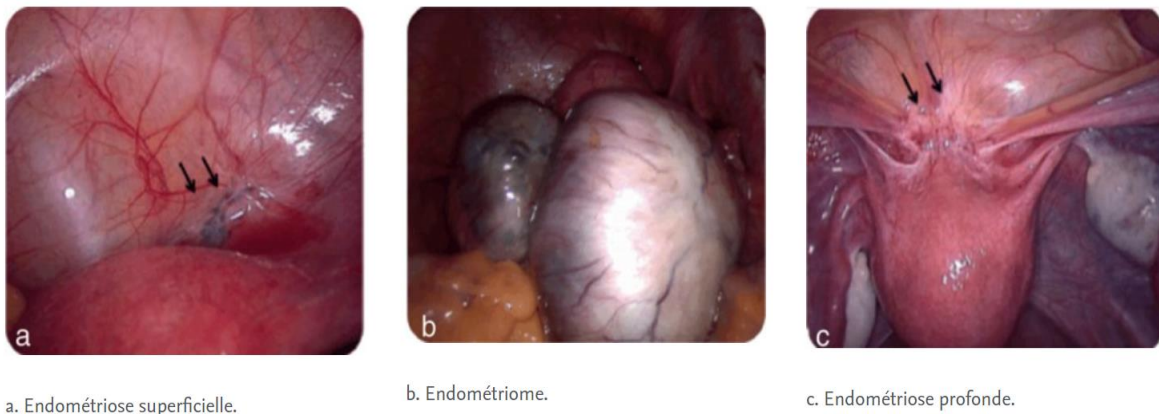 a
b
c
a. Endométriose superficielle.
b. Endométriome.
c. Endométriose profonde.